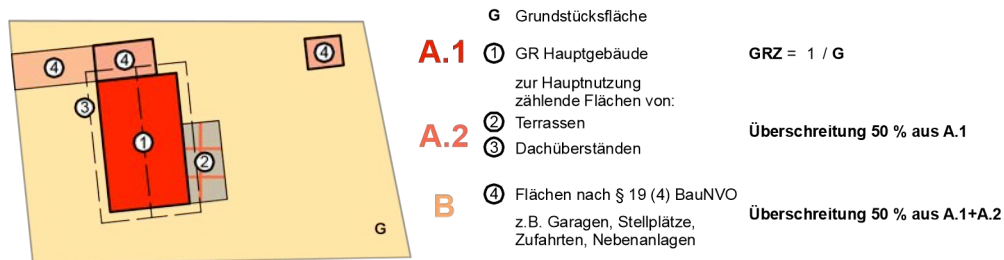 4
4
4
3
1
2
G
G Grundstücksfläche
A.1 1 GR Hauptgebäude GRZ = 1 / G
zur Hauptnutzung
zählende Flächen von:
A.2 2 Terrassen Überschreitung 50 % aus A.1
3 Dachüberständen
B 4 Flächen nach § 19 (4) BauNVO Überschreitung 50 % aus A.1+A.2
z.B. Garagen, Stellplätze,
Zufahrten, Nebenanlagen